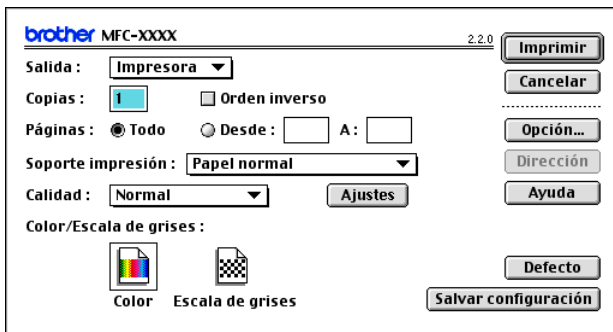 brother MFC-XXXX 2.2.0
Imprimir
Salida : Impresora
Cancelar
Copias : 1 Orden inverso
Páginas : Todo Desde : A :
Opción...
Soporte impresión : Papel normal
Dirección
Calidad : Normal Ajustes
Ayuda
Color/Escala de grises :
Color Escala de grises
Defecto
Salvar configuración